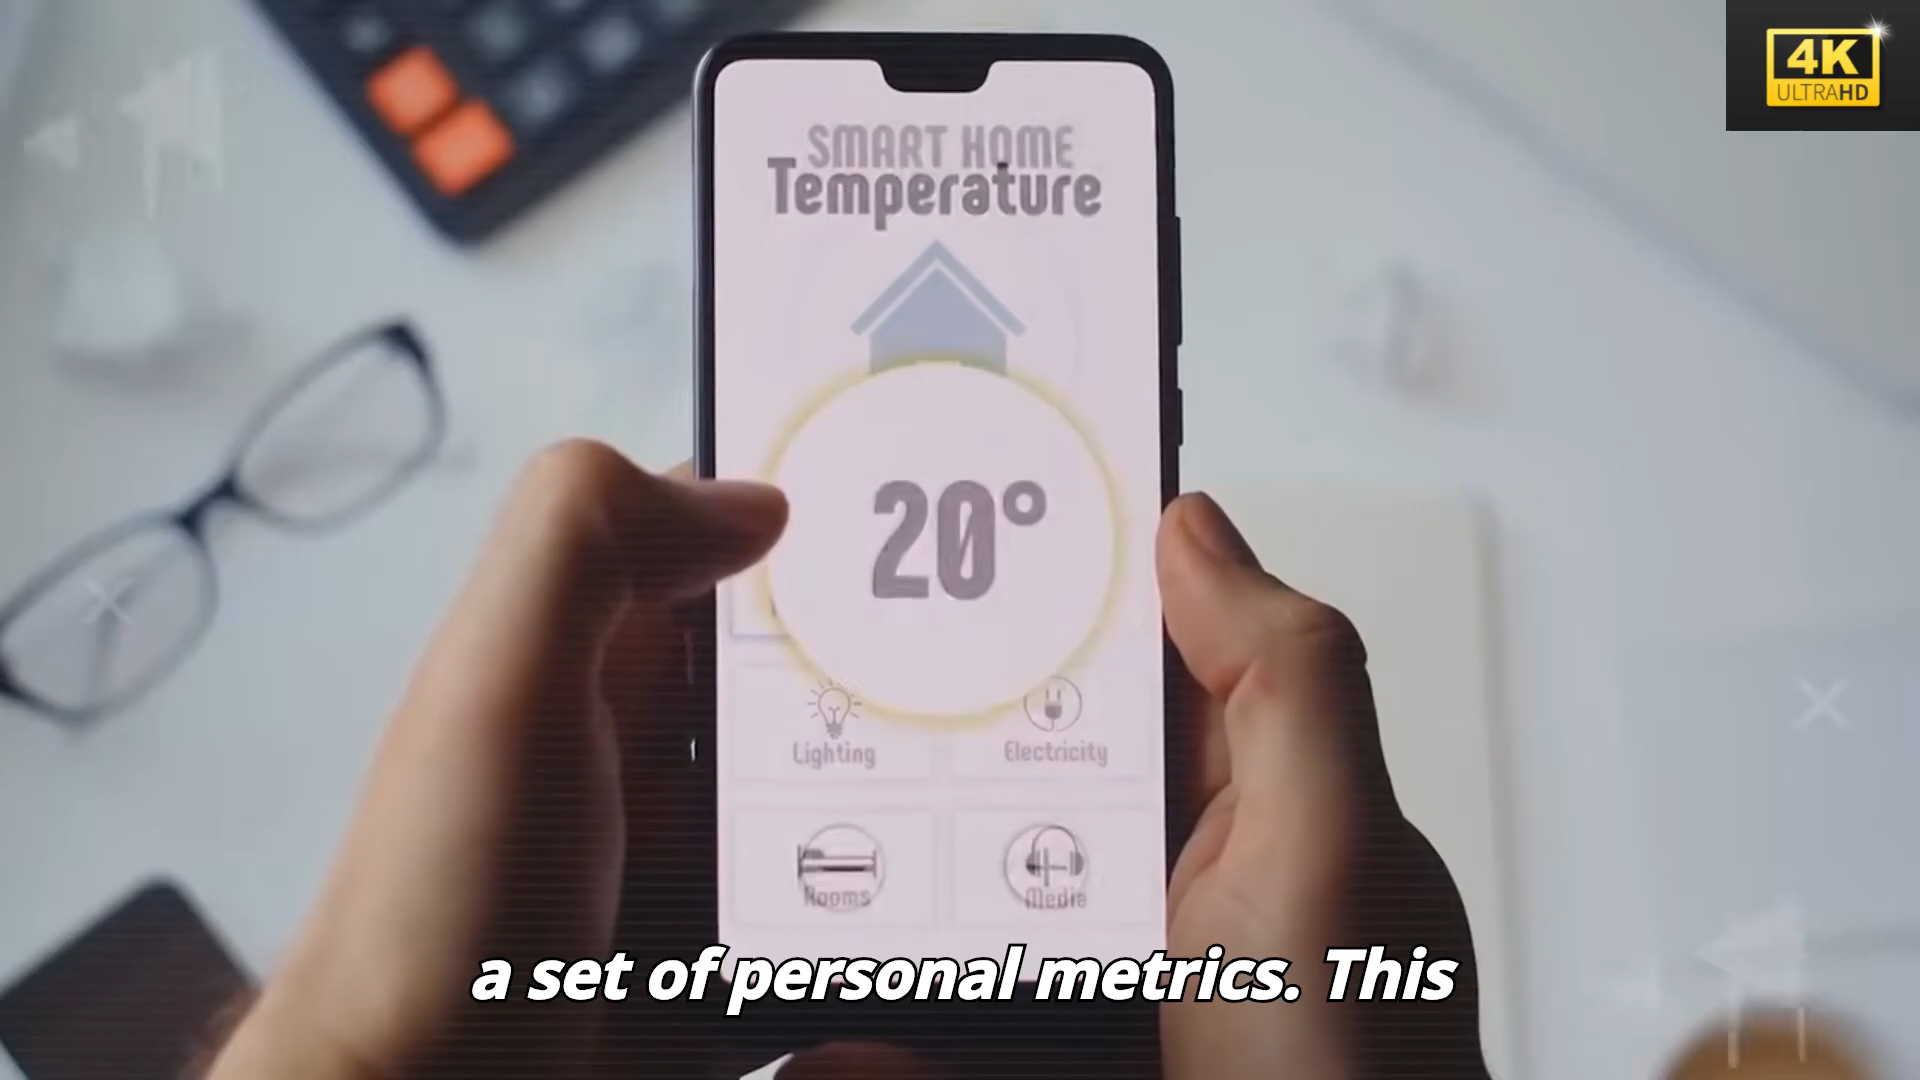 4K
ULTRAHD
SMART HOME
Temperature
20°
Lighting
Electricity
Rooms
Media
a set of personal metrics. This